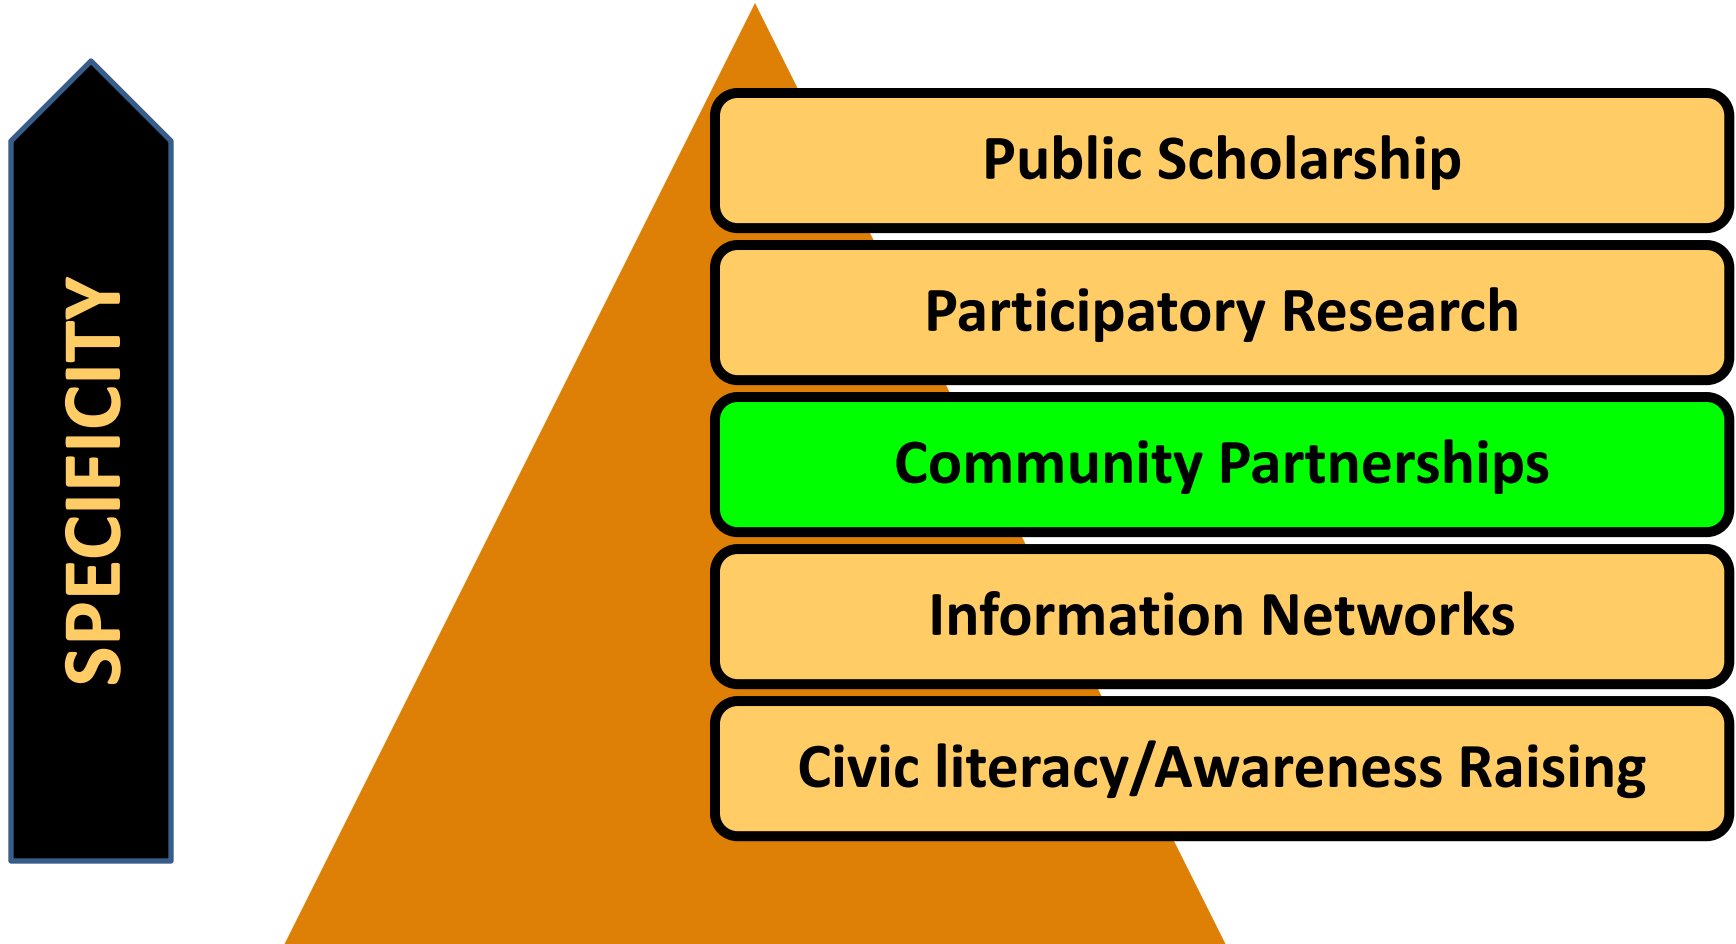 SPECIFICITY
Public Scholarship
Participatory Research
Community Partnerships
Information Networks
Civic literacy/Awareness Raising